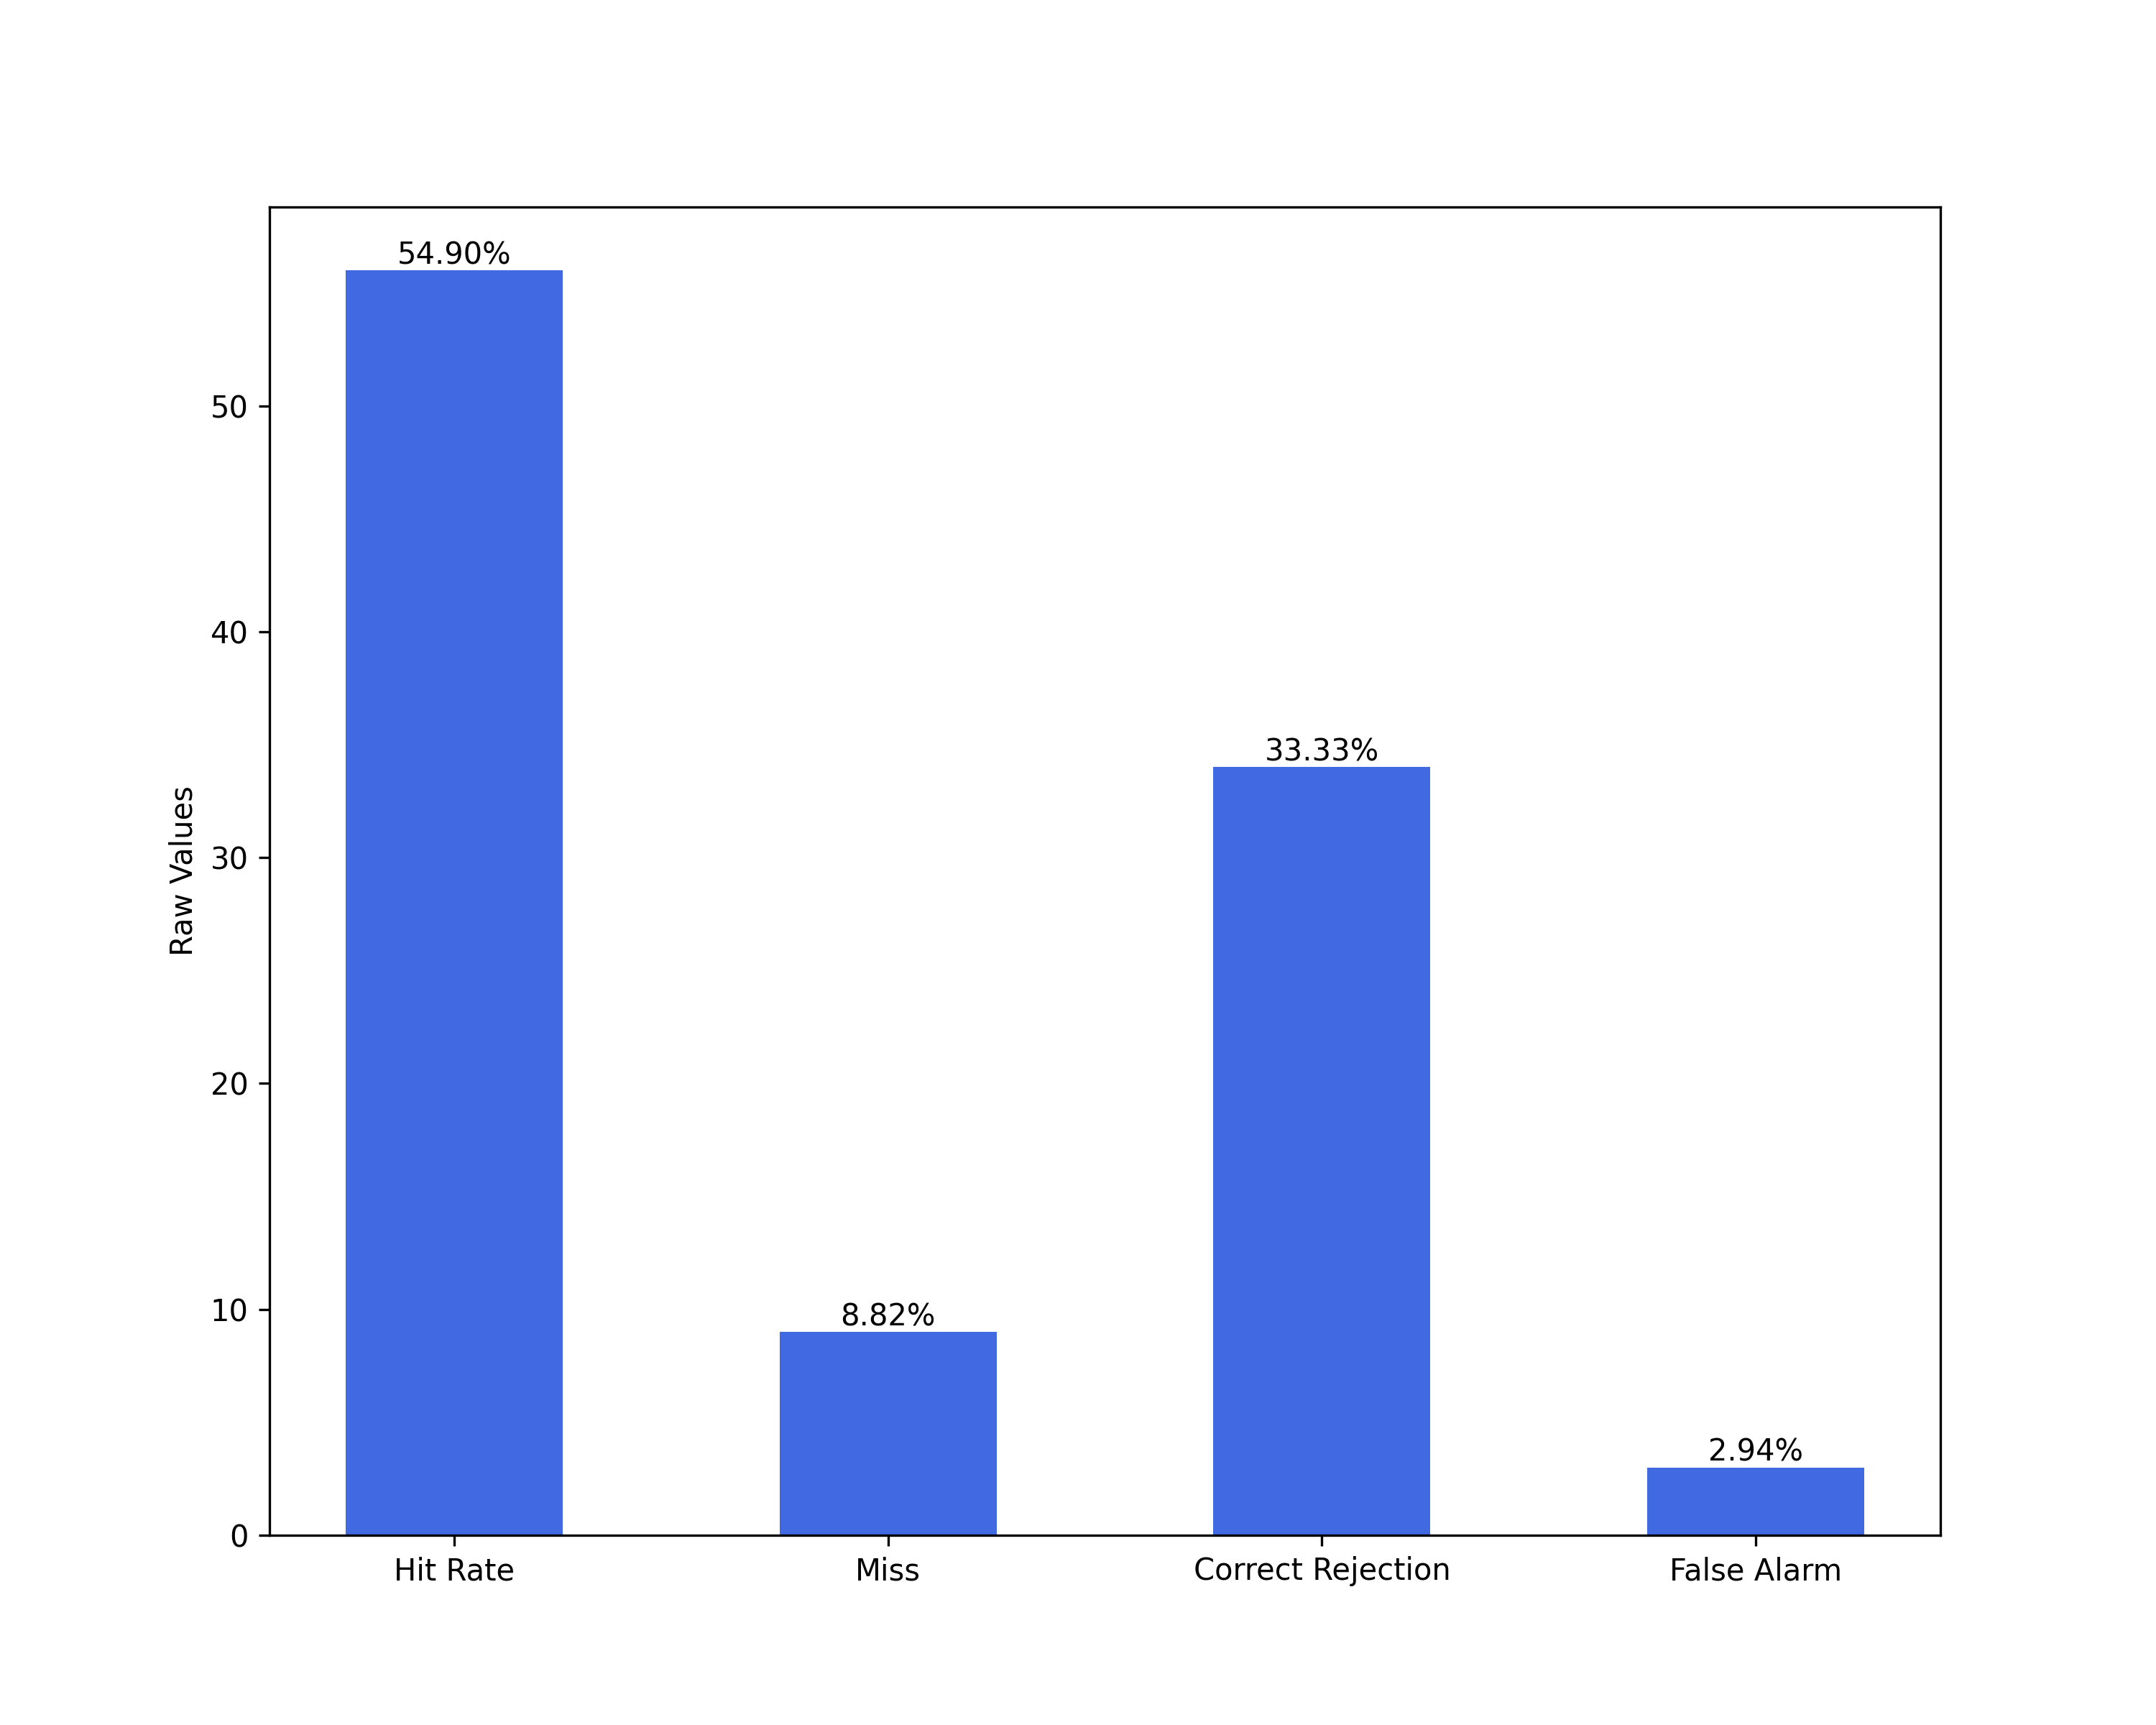 54.90%
50
40
33.33%
Raw Values
30
20
8.82%
10
2.94%
0
Hit Rate
Miss
Correct Rejection
False Alarm